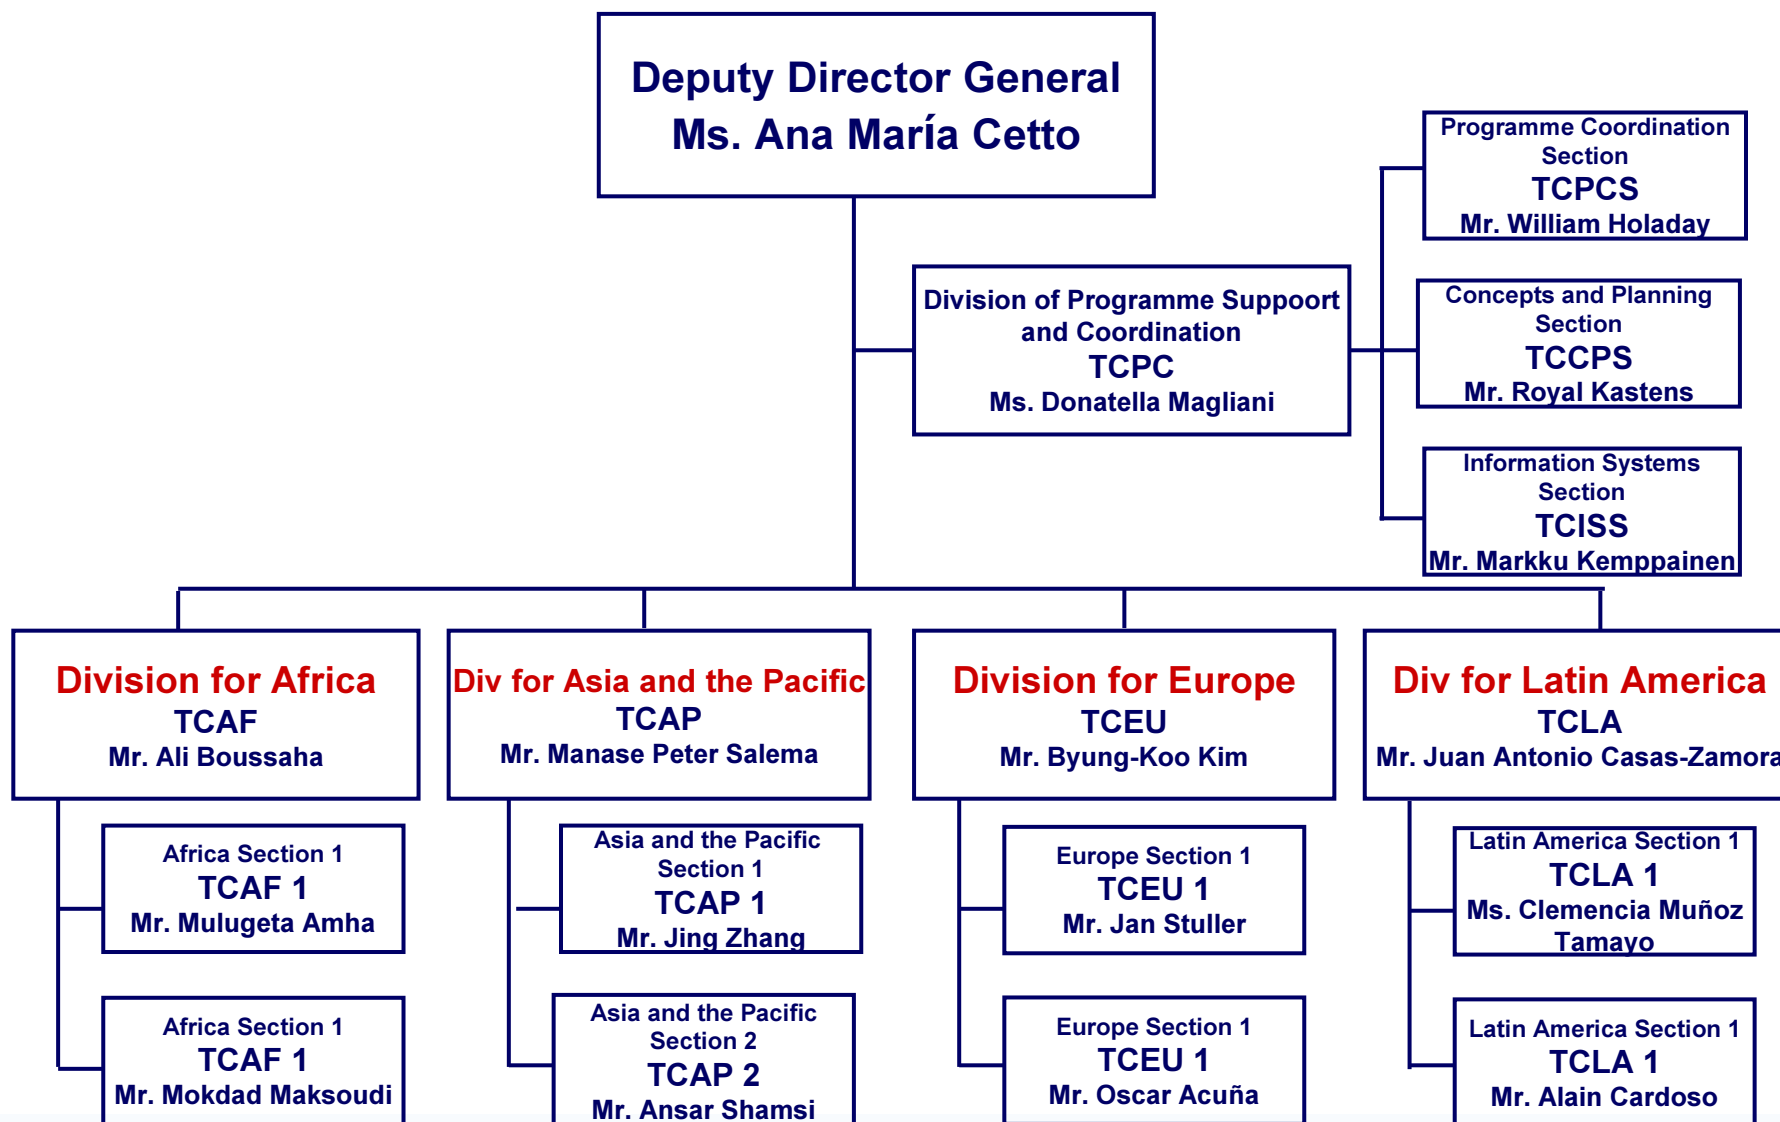 Deputy Director General
Ms. Ana María Cetto
Programme Coordination
Section
TCPCS
Mr. William Holaday
Division of Programme Suppoort
and Coordination
TCPC
Ms. Donatella Magliani
Concepts and Planning
Section
TCCPS
Mr. Royal Kastens
Information Systems
Section
TCISS
Mr. Markku Kemppainen
Division for Africa
TCAF
Mr. Ali Boussaha
Div for Asia and the Pacific
TCAP
Mr. Manase Peter Salema
Division for Europe
TCEU
Mr. Byung-Koo Kim
Div for Latin America
TCLA
Mr. Juan Antonio Casas-Zamora
Africa Section 1
TCAF 1
Mr. Mulugeta Amha
Asia and the Pacific
Section 1
TCAP 1
Mr. Jing Zhang
Europe Section 1
TCEU 1
Mr. Jan Stuller
Latin America Section 1
TCLA 1
Ms. Clemencia Muñoz
Tamayo
Africa Section 1
TCAF 1
Mr. Mokdad Maksoudi
Asia and the Pacific
Section 2
TCAP 2
Mr. Ansar Shamsi
Europe Section 1
TCEU 1
Mr. Oscar Acuña
Latin America Section 1
TCLA 1
Mr. Alain Cardoso